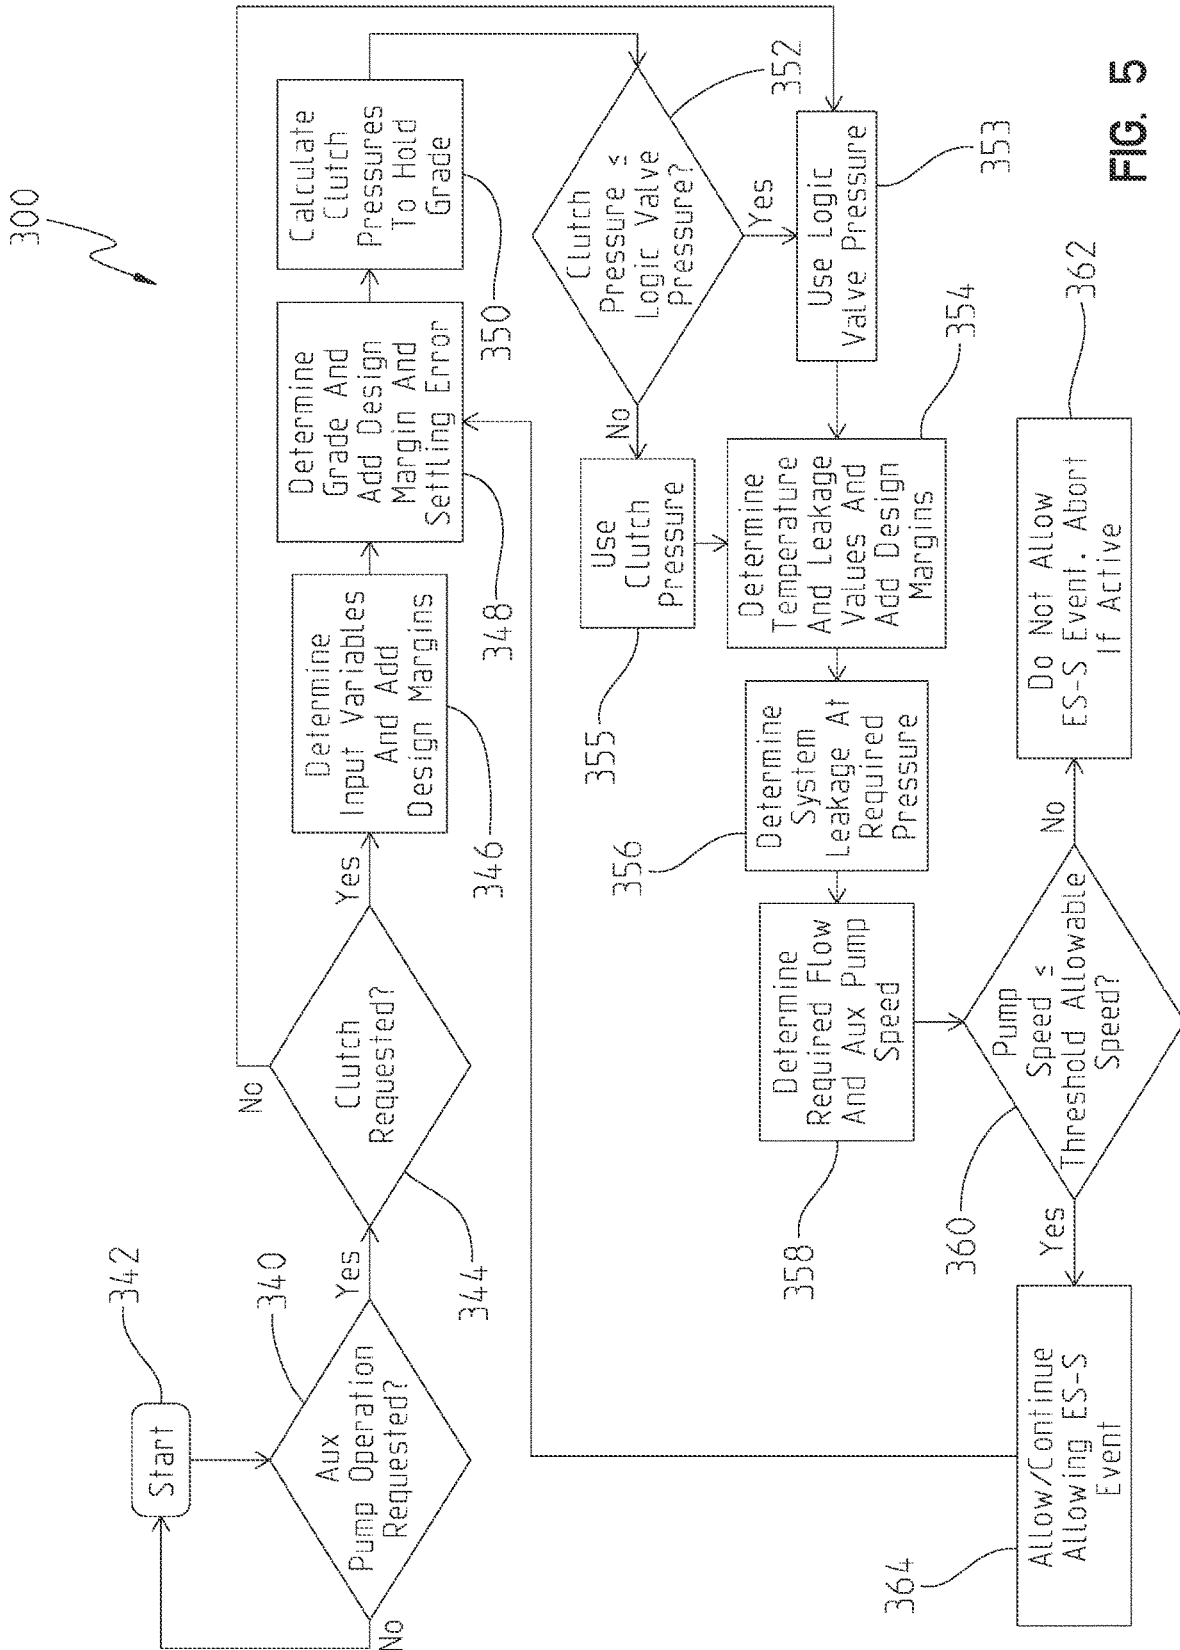 300
342
Start
340
Aux
Pump Operation
Requested?
No
Yes
344
Clutch
Requested?
No
Yes
346
Determine
Input Variables
And Add
Design Margins
348
Determine
Grade And
Add Design
Margin And
Settling Error
350
Calculate
Clutch
Pressures
To Hold
Grade
352
Clutch
Pressure ≤
Logic Valve
Pressure?
No
Yes
353
Use Logic
Valve Pressure
355
Use
Clutch
Pressure
354
Determine
Temperature
And Leakage
Values And
Add Design
Margins
356
Determine
System
Leakage At
Required
Pressure
358
Determine
Required Flow
And Aux Pump
Speed
360
Pump
Speed ≤
Threshold Allowable
Speed?
No
Yes
362
Do Not Allow
ES-S Event. Abort
If Active
364
Allow/Continue
Allowing ES-S
Event
FIG. 5